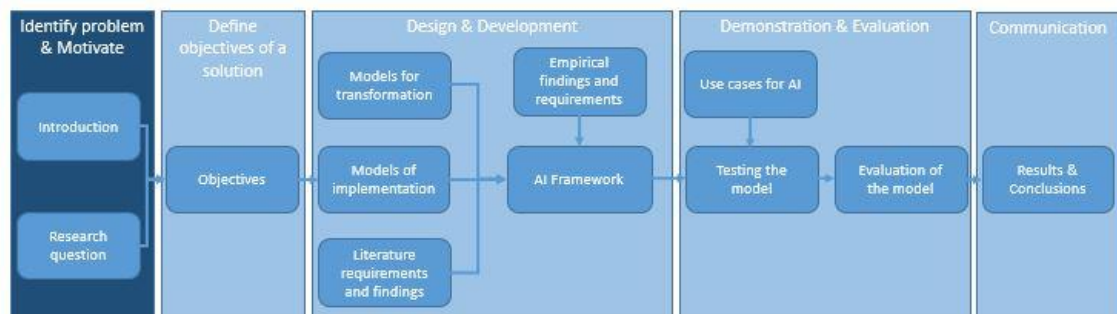 Identify problem
& Motivate
Introduction
Research
question
Define
objectives of a
solution
Objectives
Design & Development
Models for
transformation
Models of
implementation
Literature
requirements
and findings
Empirical
findings and
requirements
AI Framework
Demonstration & Evaluation
Use cases for AI
Testing the
model
Evaluation of
the model
Communication
Results &
Conclusions